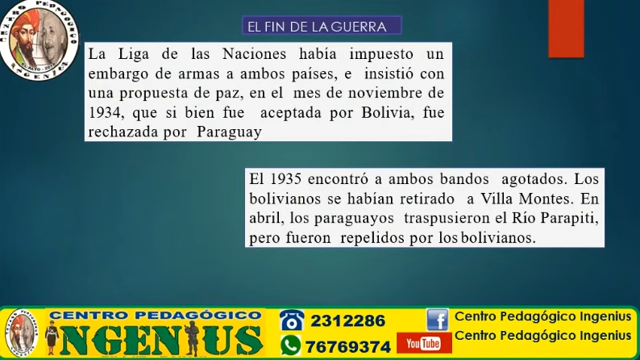 EL FIN DE LA GUERRA
La Liga de las Naciones había impuesto un
embargo de armas a ambos países, e insistió con
una propuesta de paz, en el mes de noviembre de
1934, que si bien fue aceptada por Bolivia, fue
rechazada por Paraguay
El 1935 encontró a ambos bandos agotados. Los
bolivianos se habían retirado a Villa Montes. En
abril, los paraguayos traspusieron el Río Parapiti,
pero fueron repelidos por los bolivianos.
CENTRO PEDAGÓGICO
INGENIUS
2312286
76769374
Centro Pedagógico Ingenius
YouTube
Centro Pedagógico Ingenius